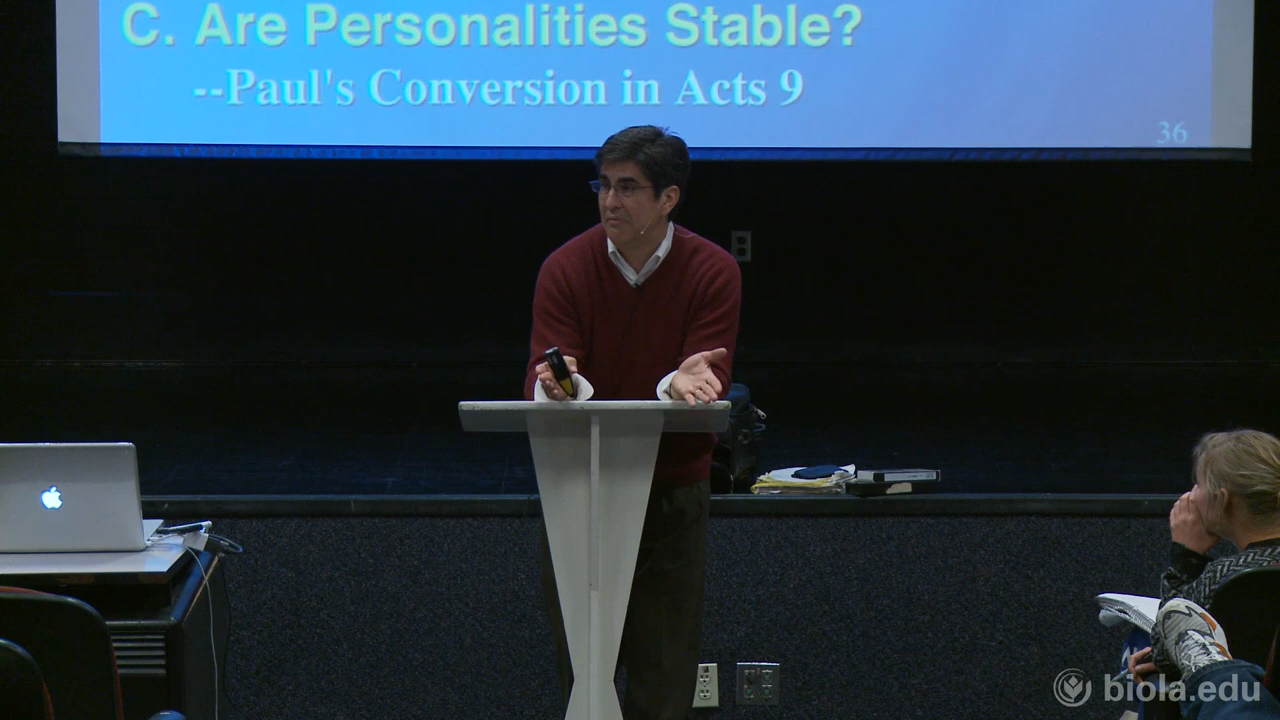 C. Are Personalities Stable?
--Paul's Conversion in Acts 9
36
biola.edu